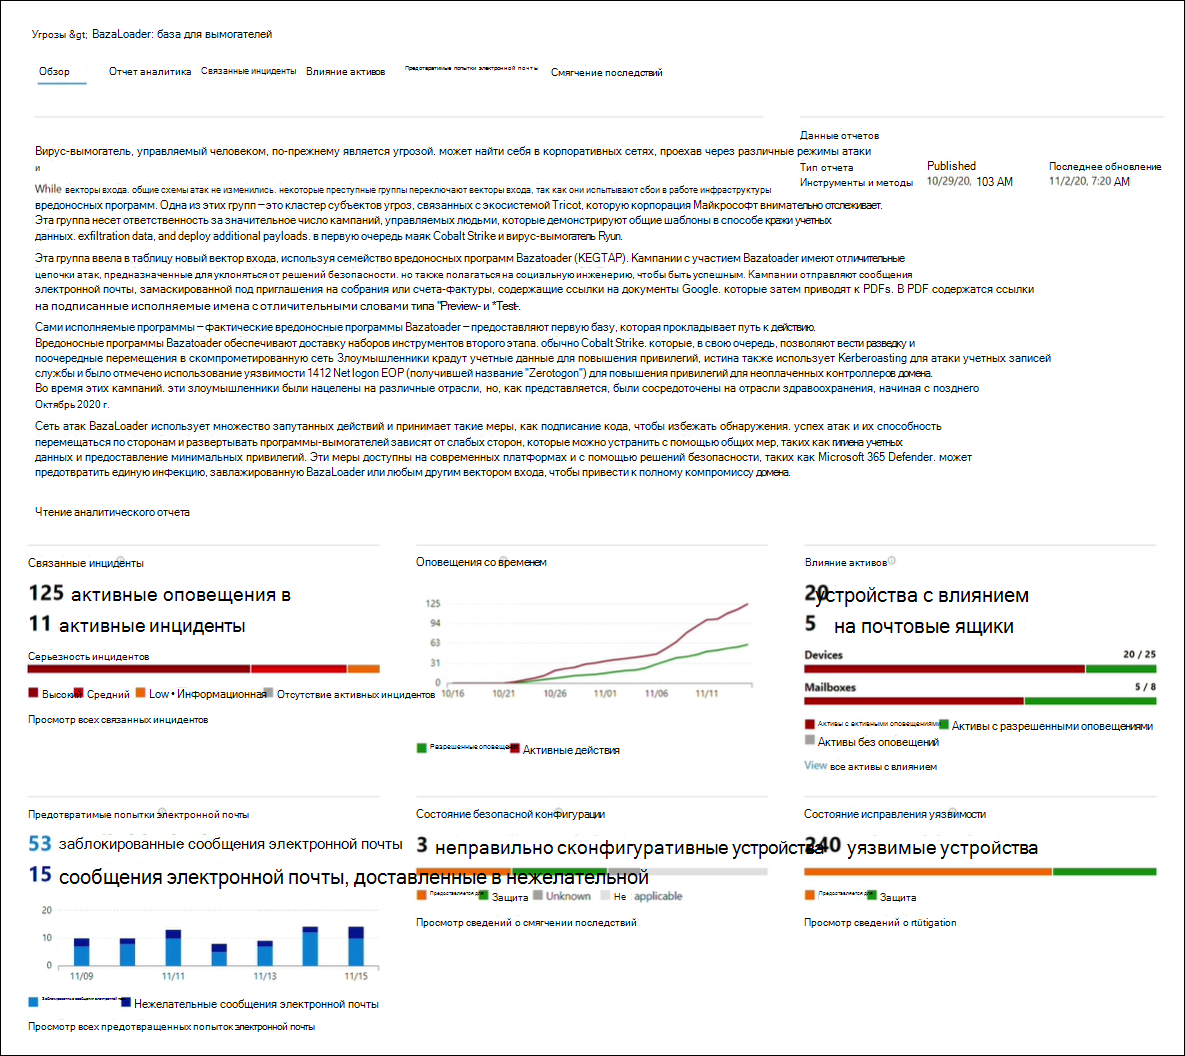 Угрозы &gt; BazaLoader: база для вымогателей
Обзор Отчет аналитика Связанные инциденты Влияние активов Предотвратимые попытки электронной почты Смягчение последствий
Данные отчетов
Вирус-вымогатель, управляемый человеком, по-прежнему является угрозой. может найти себя в корпоративных сетях, проехав через различные режимы атаки
и
Тип отчета Published Последнее обновление
Инструменты и методы 10/29/20, 103 AM 11/2/20, 7:20 AM
While векторы входа. общие схемы атак не изменились. некоторые преступные группы переключают векторы входа, так как они испытывают сбои в работе инфраструктуры
вредоносных программ. Одна из этих групп – это кластер субъектов угроз, связанных с экосистемой Tricot, которую корпорация Майкрософт внимательно отслеживает.
Эта группа несет ответственность за значительное число кампаний, управляемых людьми, которые демонстрируют общие шаблоны в способе кражи учетных
данных. exfiltration data, and deploy additional payloads. в первую очередь маяк Cobalt Strike и вирус-вымогатель Ryun.
Эта группа ввела в таблицу новый вектор входа, используя семейство вредоносных программ Bazatoader (KEGTAP). Кампании с участием Bazatoader имеют отличительные
цепочки атак, предназначенные для уклоняться от решений безопасности. но также полагаться на социальную инженерию, чтобы быть успешным. Кампании отправляют сообщения
электронной почты, замаскированной под приглашения на собрания или счета-фактуры, содержащие ссылки на документы Google. которые затем приводят к PDFs. В PDF содержатся ссылки
на подписанные исполняемые имена с отличительными словами типа "Preview- и *Test-.
Сами исполняемые программы – фактические вредоносные программы Bazatoader – предоставляют первую базу, которая прокладывает путь к действию.
Вредоносные программы Bazatoader обеспечивают доставку наборов инструментов второго этапа. обычно Cobalt Strike. которые, в свою очередь, позволяют вести разведку и
поочередные перемещения в скомпрометированную сеть Злоумышленники крадут учетные данные для повышения привилегий, истина также использует Kerberoasting для атаки учетных записей
службы и было отмечено использование уязвимости 1412 Net logon EOP (получившей название "Zerotogon") для повышения привилегий для неоплаченных контроллеров домена.
Во время этих кампаний. эти злоумышленники были нацелены на различные отрасли, но, как представляется, были сосредоточены на отрасли здравоохранения, начиная с позднего
Октябрь 2020 г.
Сеть атак BazaLoader использует множество запутанных действий и принимает такие меры, как подписание кода, чтобы избежать обнаружения. успех атак и их способность
перемещаться по сторонам и развертывать программы-вымогателей зависят от слабых сторон, которые можно устранить с помощью общих мер, таких как гигиена учетных
данных и предоставление минимальных привилегий. Эти меры доступны на современных платформах и с помощью решений безопасности, таких как Microsoft 365 Defender. может
предотвратить единую инфекцию, завлажированную BazaLoader или любым другим вектором входа, чтобы привести к полному компромиссу домена.
Чтение аналитического отчета
Связанные инциденты
125 активные оповещения в
11 активные инциденты
Серьезность инцидентов
Высокий Средний Low • Информационная Отсутствие активных инцидентов
Просмотр всех связанных инцидентов
Оповещения со временем
125
94
63
31
0
10/16 10/21 10/26 11/01 11/06 11/11
Разрешенные оповещения Активные действия
Влияние активов
20 устройства с влиянием
5 на почтовые ящики
Devices 20 / 25
Mailboxes 5 / 8
Активы с активными оповещениями Активы с разрешенными оповещениями
Активы без оповещений
View все активы с влиянием
Предотвратимые попытки электронной почты
53 заблокированные сообщения электронной почты
15 сообщения электронной почты, доставленные в нежелательной
20
10
0
11/09 11/11 11/13 11/15
Заблокированные сообщения электронной Нежелательные сообщения электронной почты
Просмотр всех предотвращенных попыток электронной почты
Состояние безопасной конфигурации
3 неправильно сконфигуративные устройства
Предоставляется для Защита Unknown Не applicable
Просмотр сведений о смягчении последствий
Состояние исправления уязвимости
240 уязвимые устройства
Предоставляется для Защита
Просмотр сведений о rtütigation